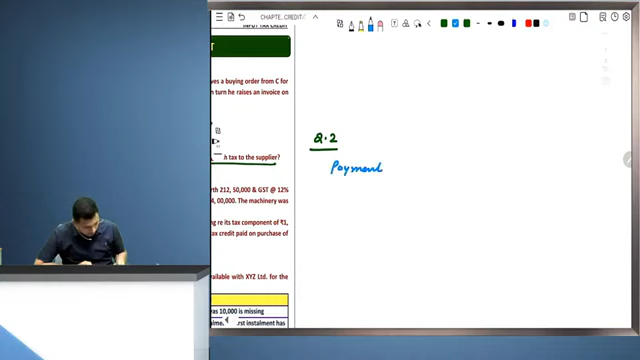 CHAPTE..CREDIT
INPUT TAX CREDIT
T
ves a buying order from C for
n turn he raises an invoice on
h tax to the supplier?
rth 212, 50,000 & GST @ 12%
4, 00,000. The machinery was
ng re its tax component of ₹1,
tax credit paid on purchase of
vailable with XYZ Ltd. for the
was 10,000 is missing
rst instalment has
Q.2
Payment